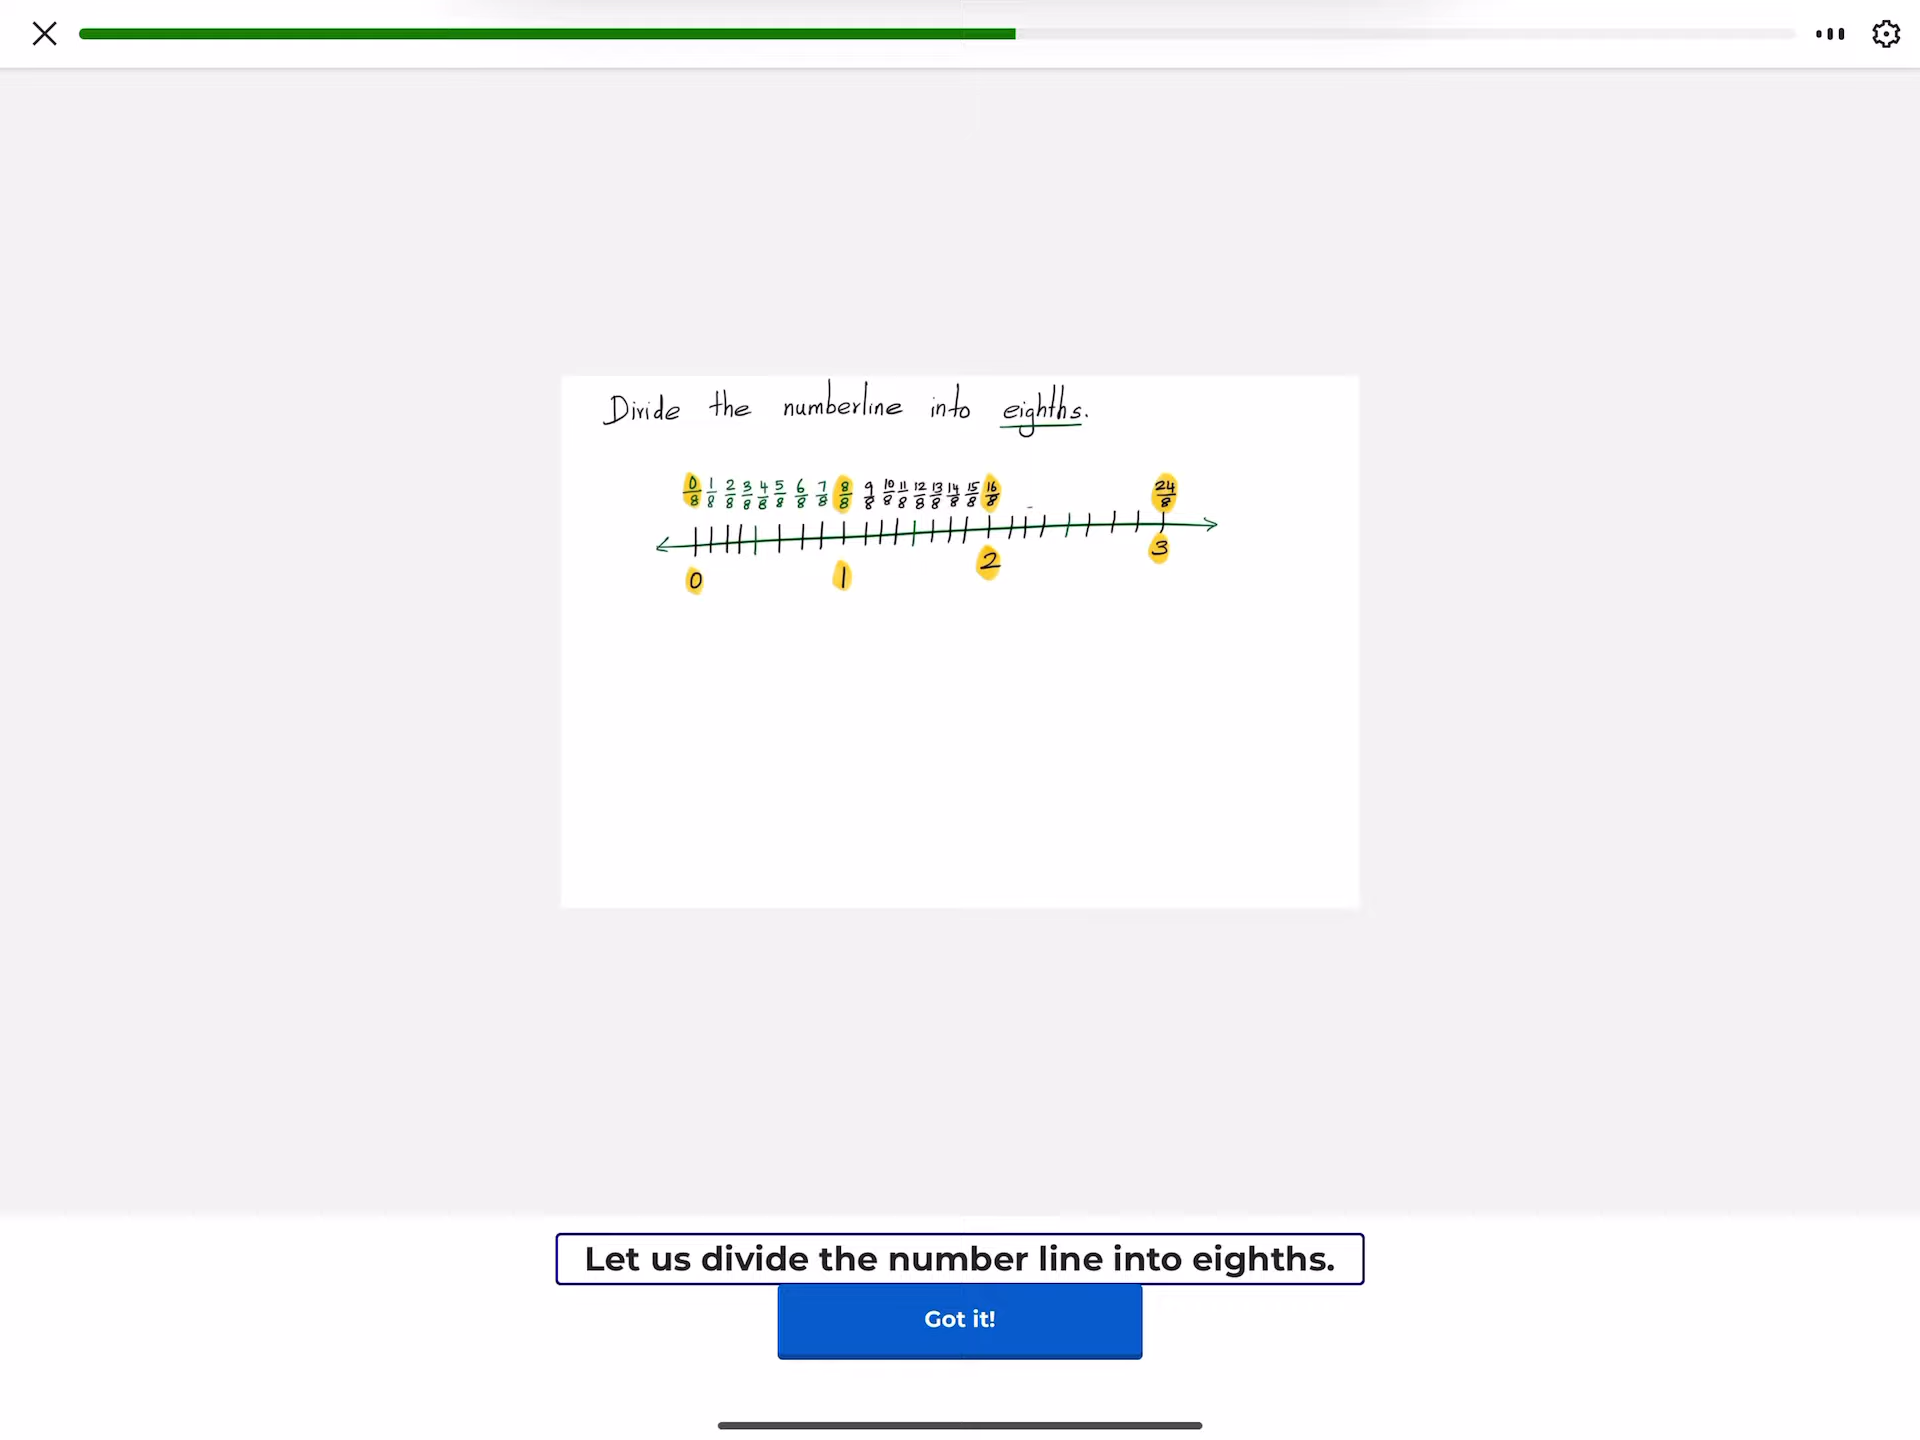 Divide the numberline into eighths.
0/8 1/8 2/8 3/8 4/8 5/8 6/8 7/8 8/8 9/8 10/8 11/8 12/8 13/8 14/8 15/8 16/8 24/8
0 1 2 3
Let us divide the number line into eighths.
Got it!